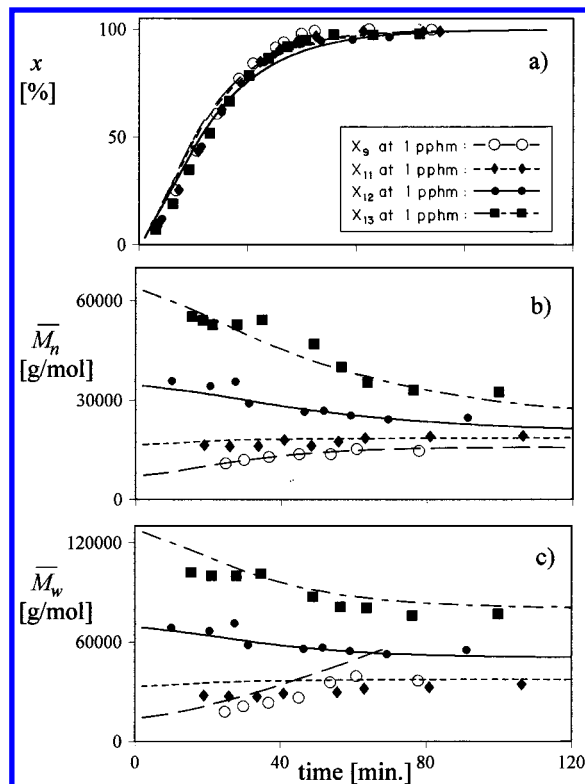 100
x
[%]
50
0
a)
X9 at 1 pphm :
X11 at 1 pphm :
X12 at 1 pphm :
X13 at 1 pphm :
60000
Mn
[g/mol]
30000
0
b)
120000
Mw
[g/mol]
60000
0
c)
0 40 80 120
time [min.]